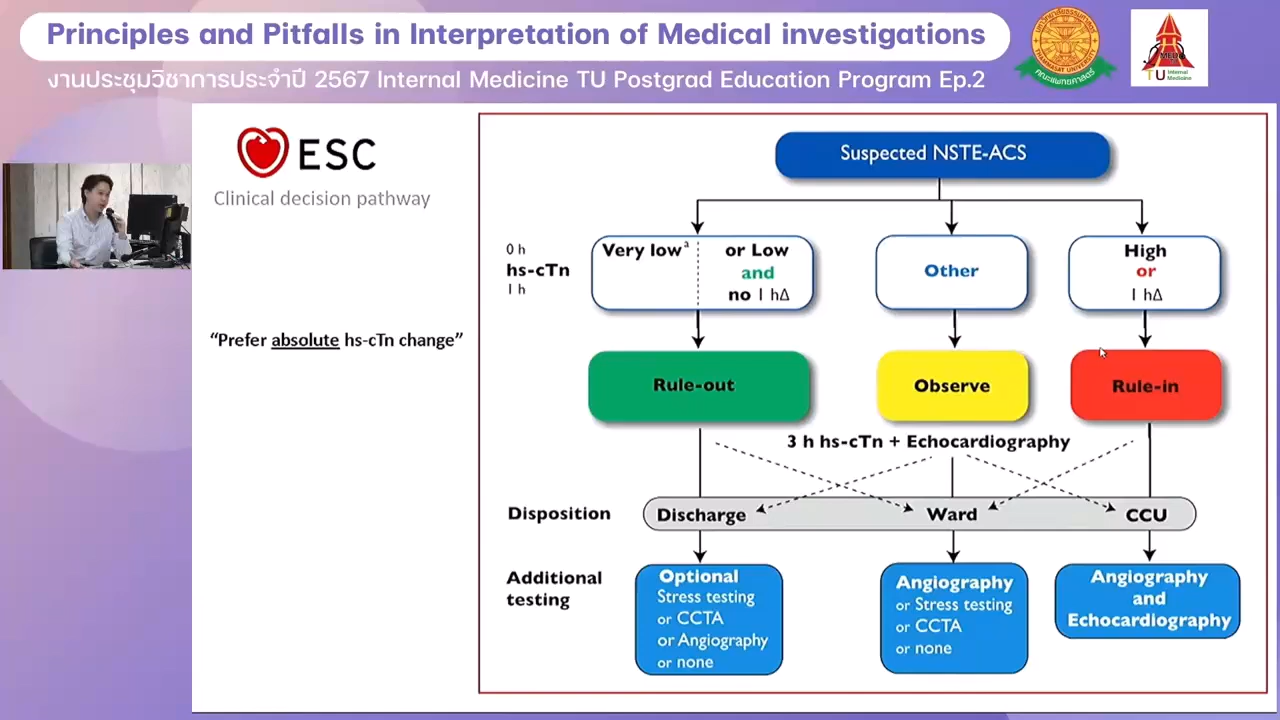 Principles and Pitfalls in Interpretation of Medical investigations
งานประชุมวิชาการประจำปี 2567 Internal Medicine TU Postgrad Education Program Ep.2
TU Internal
Medicine
ESC
Clinical decision pathway
"Prefer absolute hs-cTn change"
Suspected NSTE-ACS
0 h
hs-cTn
1 h
Very lowª
or Low
and
no 1 hΔ
Other
High
or
1 hΔ
Rule-out
Observe
Rule-in
3 h hs-cTn + Echocardiography
Disposition
Discharge
Ward
CCU
Additional
testing
Optional
Stress testing
or CCTA
or Angiography
or none
Angiography
or Stress testing
or CCTA
or none
Angiography
and
Echocardiography